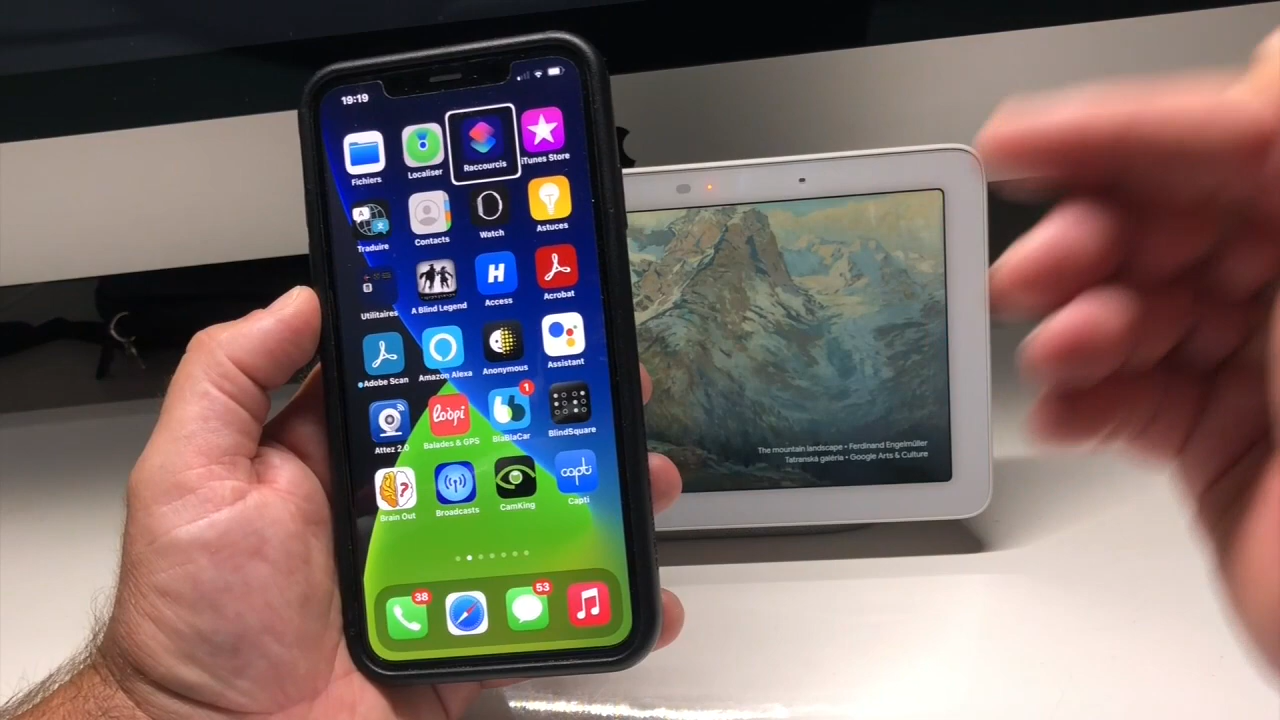 19:19
Fichiers
Localiser
Raccourcis
iTunes Store
Traduire
Contacts
Watch
Astuces
Utilitaires
A Blind Legend
Access
Acrobat
Adobe Scan
Amazon Alexa
Anonymous
Assistant
Attez 2.0
loopi
Balades & GPS
1
BlaBlaCar
BlindSquare
Brain Out
Broadcasts
CamKing
capti
Capti
38
53
The mountain landscape • Ferdinand Engelmüller
Tatranská galéria • Google Arts & Culture